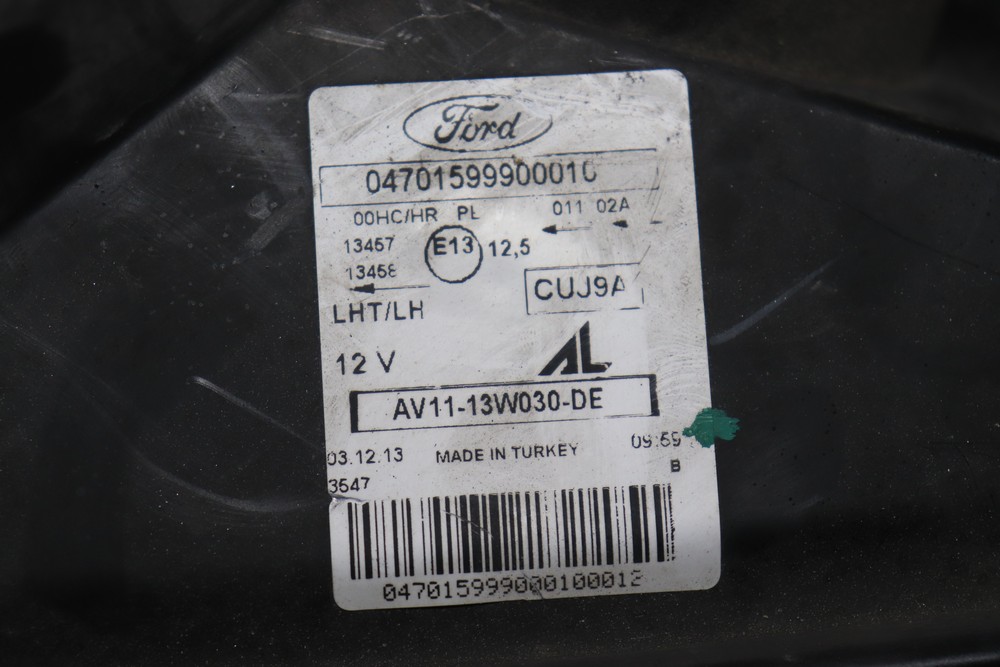 Ford
04701599900010
00HC/HR PL 011 02A
13457 E13 12,5
13458
CUJ9A
LHT/LH
12 V
AL
AV11-13W030-DE
03.12.13 MADE IN TURKEY 09:59
3547 B
047015999000100012